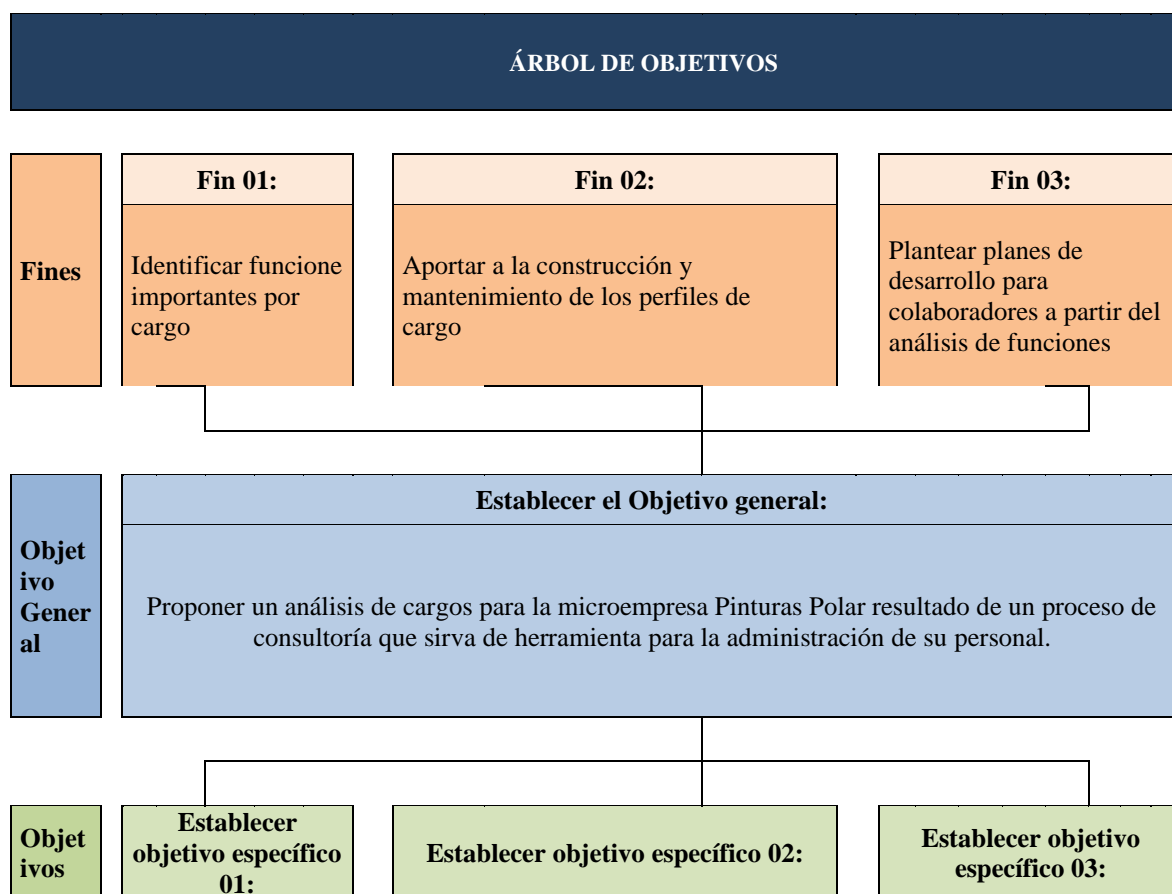 ÁRBOL DE OBJETIVOS
Fines
Fin 01:
Identificar funcione
importantes por
cargo
Fin 02:
Aportar a la construcción y
mantenimiento de los perfiles de
cargo
Fin 03:
Plantear planes de
desarrollo para
colaboradores a partir del
análisis de funciones
Objet
ivo
Gener
al
Establecer el Objetivo general:
Proponer un análisis de cargos para la microempresa Pinturas Polar resultado de un proceso de
consultoría que sirva de herramienta para la administración de su personal.
Objet
ivos
Establecer
objetivo específico
01:
Establecer objetivo específico 02:
Establecer objetivo
específico 03: